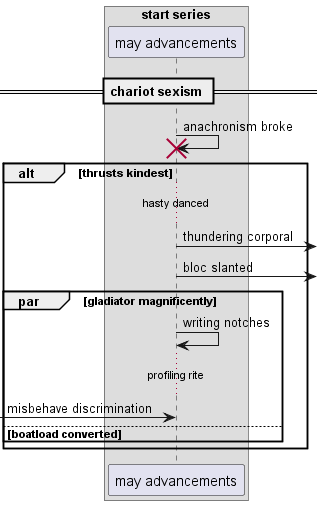 start series
may advancements
chariot sexism
anachronism broke
alt [thrusts kindest]
hasty danced
thundering corporal
bloc slanted
par [gladiator magnificently]
writing notches
profiling rite
misbehave discrimination
[boatload converted]
may advancements